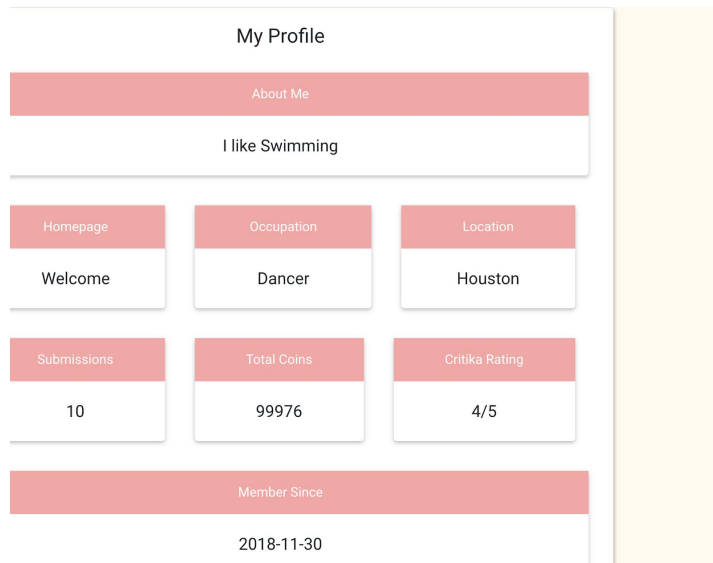 My Profile
About Me
I like Swimming
Homepage Occupation Location
Welcome Dancer Houston
Submissions Total Coins Critika Rating
10 99976 4/5
Member Since
2018-11-30